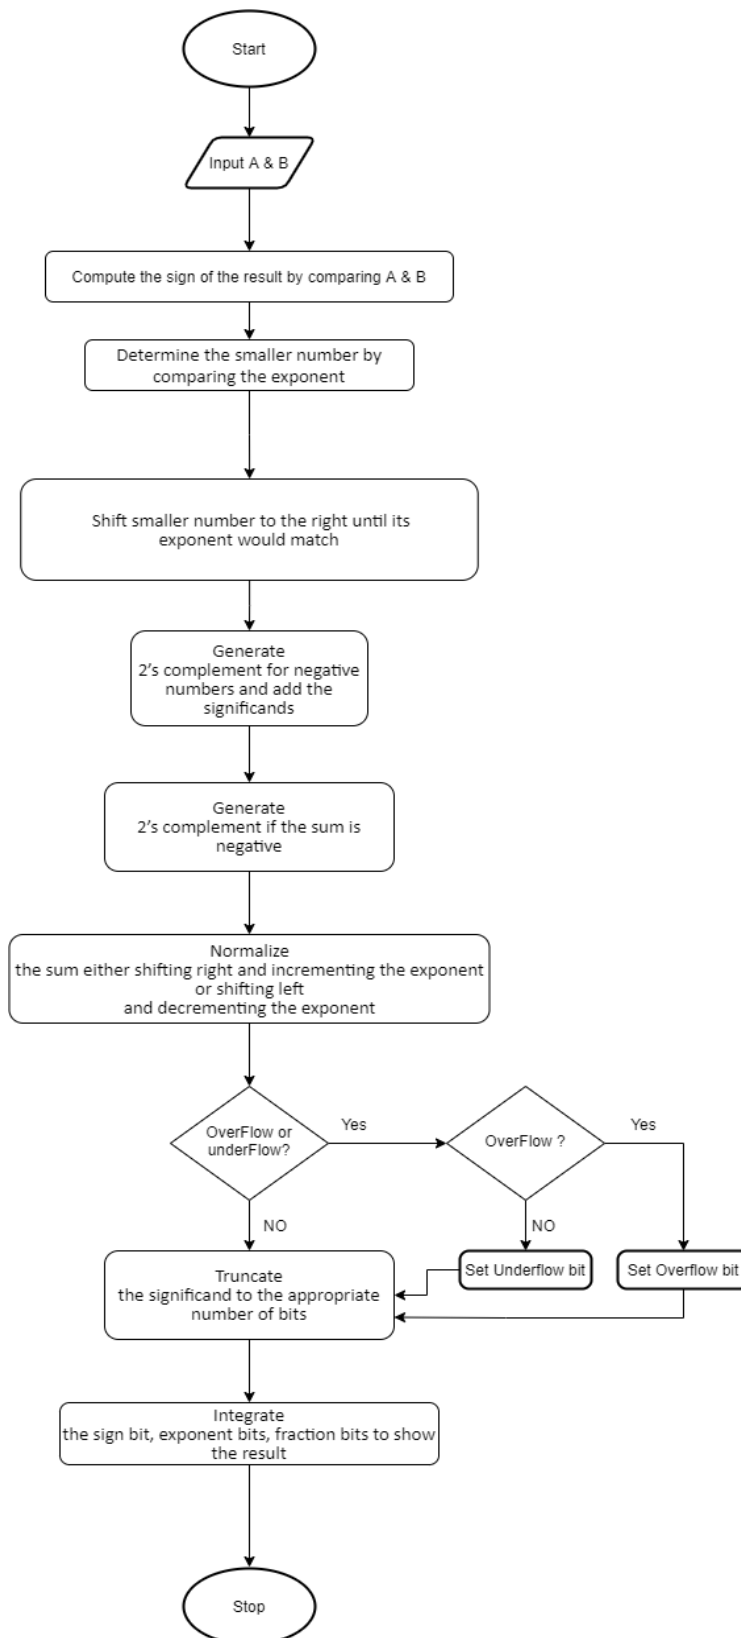 Start
Input A & B
Compute the sign of the result by comparing A & B
Determine the smaller number by
comparing the exponent
Shift smaller number to the right until its
exponent would match
Generate
2's complement for negative
numbers and add the
significands
Generate
2's complement if the sum is
negative
Normalize
the sum either shifting right and incrementing the exponent
or shifting left
and decrementing the exponent
OverFlow or
underFlow?
Yes
OverFlow ?
Yes
NO
NO
Truncate
the significand to the appropriate
number of bits
Set Underflow bit
Set Overflow bit
Integrate
the sign bit, exponent bits, fraction bits to show
the result
Stop